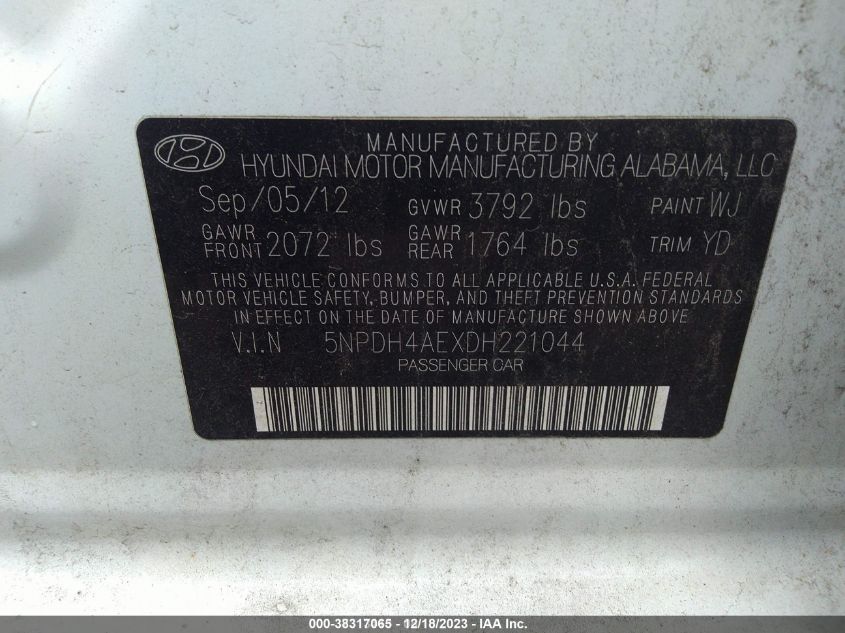 MANUFACTURED BY
HYUNDAI MOTOR MANUFACTURING ALABAMA, LLC
Sep/05/12 GVWR 3792 lbs PAINT WJ
GAWR FRONT 2072 lbs GAWR REAR 1764 lbs TRIM YD
THIS VEHICLE CONFORMS TO ALL APPLICABLE U.S.A. FEDERAL
MOTOR VEHICLE SAFETY, BUMPER, AND THEFT PREVENTION STANDARDS
IN EFFECT ON THE DATE OF MANUFACTURE SHOWN ABOVE
V.I.N 5NPDH4AEXDH221044
PASSENGER CAR
000-38317065 - 12/18/2023 - IAA Inc.